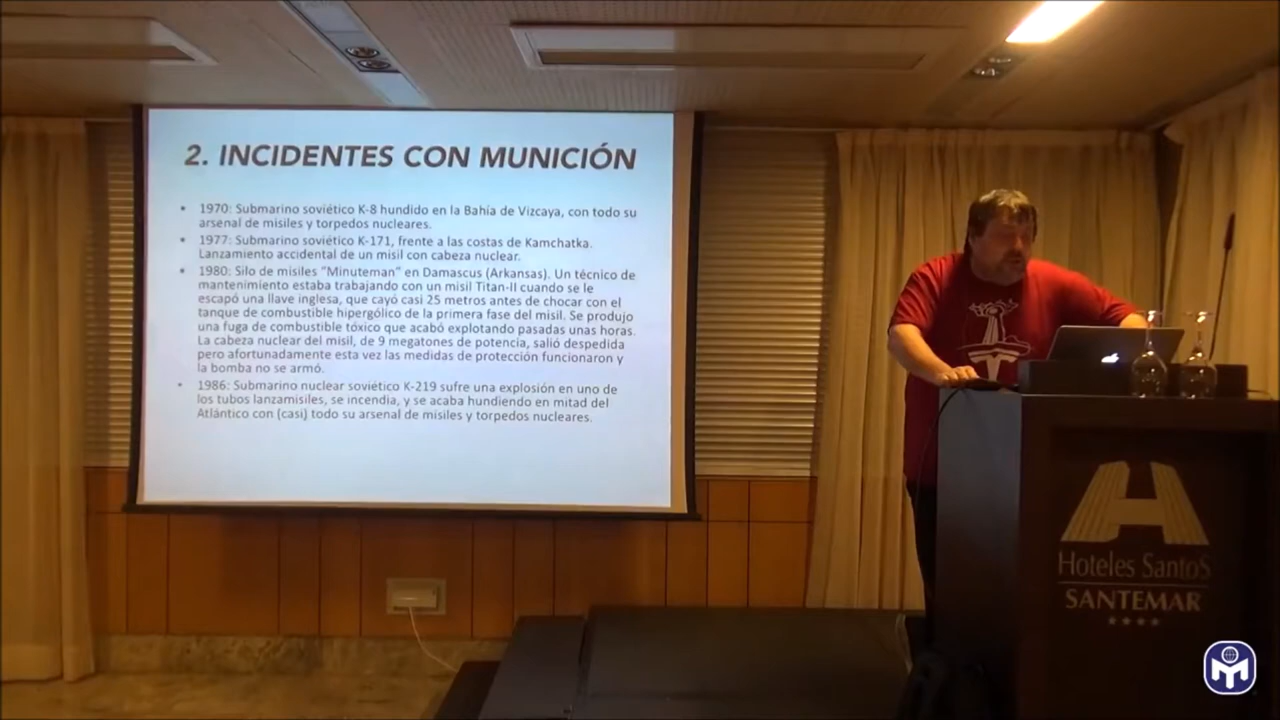 2. INCIDENTES CON MUNICIÓN
• 1970: Submarino soviético K-8 hundido en la Bahía de Vizcaya, con todo su
arsenal de misiles y torpedos nucleares.
• 1977: Submarino soviético K-171, frente a las costas de Kamchatka.
Lanzamiento accidental de un misil con cabeza nuclear.
• 1980: Silo de misiles “Minuteman” en Damascus (Arkansas). Un técnico de
mantenimiento estaba trabajando con un misil Titan-II cuando se le
escapó una llave inglesa, que cayó casi 25 metros antes de chocar con el
tanque de combustible hipergólico de la primera fase del misil. Se produjo
una fuga de combustible tóxico que acabó explotando pasadas unas horas.
La cabeza nuclear del misil, de 9 megatones de potencia, salió despedida
pero afortunadamente esta vez las medidas de protección funcionaron y
la bomba no se armó.
• 1986: Submarino nuclear soviético K-219 sufre una explosión en uno de
los tubos lanzamisiles, se incendia, y se acaba hundiendo en mitad del
Atlántico con (casi) todo su arsenal de misiles y torpedos nucleares.
Hoteles SantoS
SANTEMAR